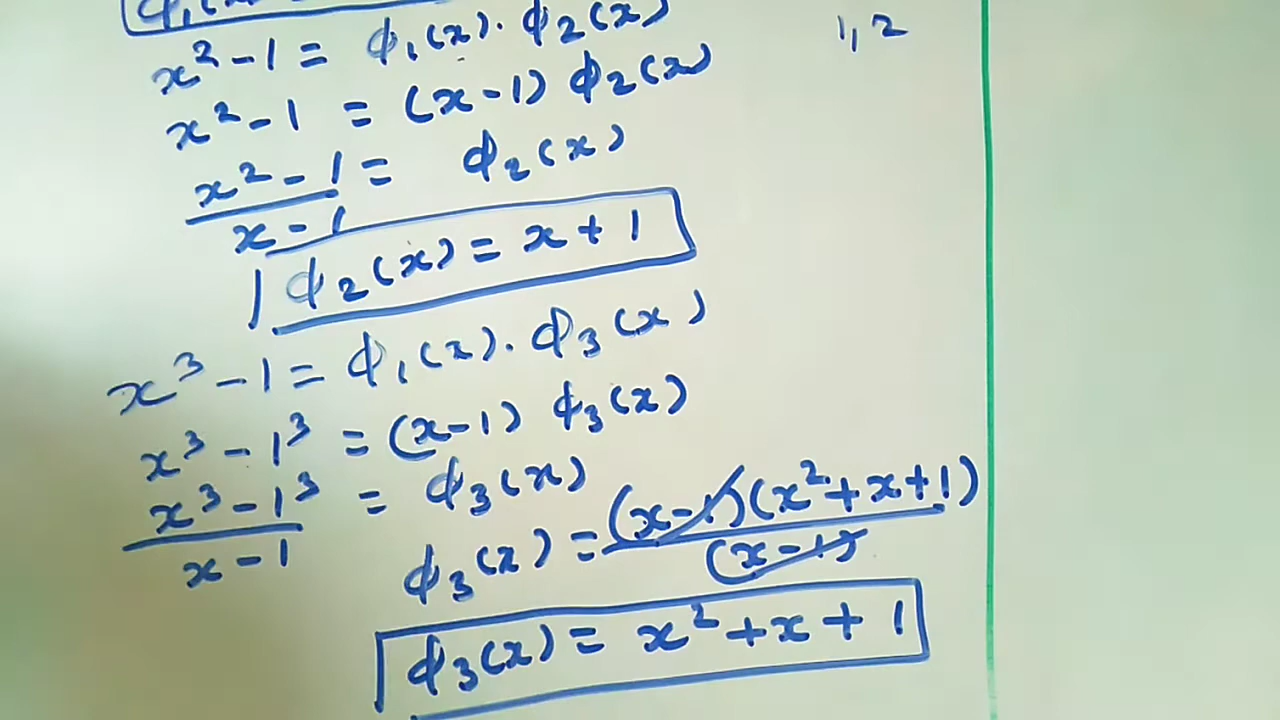 ϕ₁(x)
x² - 1 = ϕ₁(x). ϕ₂(x)
1, 2
x² - 1 = (x-1) ϕ₂(x)
x² - 1 / x - 1 = ϕ₂(x)
ϕ₂(x) = x + 1
x³ - 1 = ϕ₁(x). ϕ₃(x)
x³ - 1³ = (x-1) ϕ₃(x)
x³ - 1³ / x - 1 = ϕ₃(x)
ϕ₃(x) = (x-1)(x²+x+1) / (x-1)
ϕ₃(x) = x² + x + 1